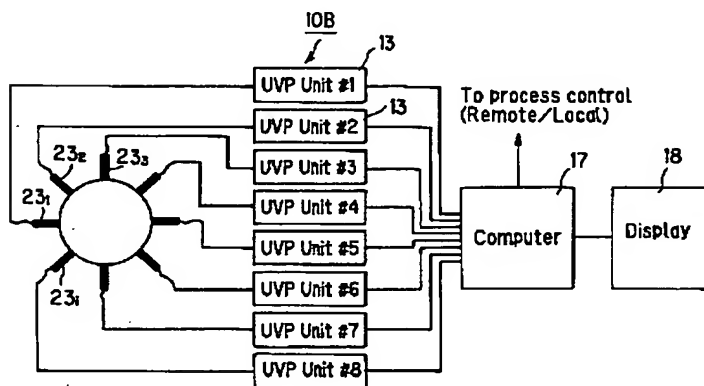 10B
13
UVP Unit #1
UVP Unit #2
13
UVP Unit #3
UVP Unit #4
UVP Unit #5
UVP Unit #6
UVP Unit #7
UVP Unit #8
23₂
23₃
23₁
23i
To process control
(Remote/Local)
17
Computer
18
Display